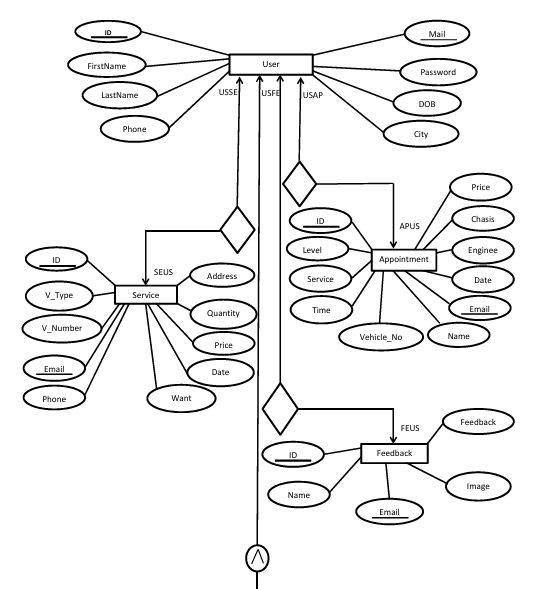 ID
Mail
User
FirstName
Password
LastName
USSE
USFE
USAP
DOB
Phone
City
Price
ID
Chasis
APUS
Level
Enginee
ID
Appointment
SEUS
Address
Service
Date
V_Type
Service
Email
Quantity
Time
V_Number
Vehicle_No
Name
Price
Email
Date
Phone
Want
Feedback
FEUS
ID
Feedback
Name
Image
Email